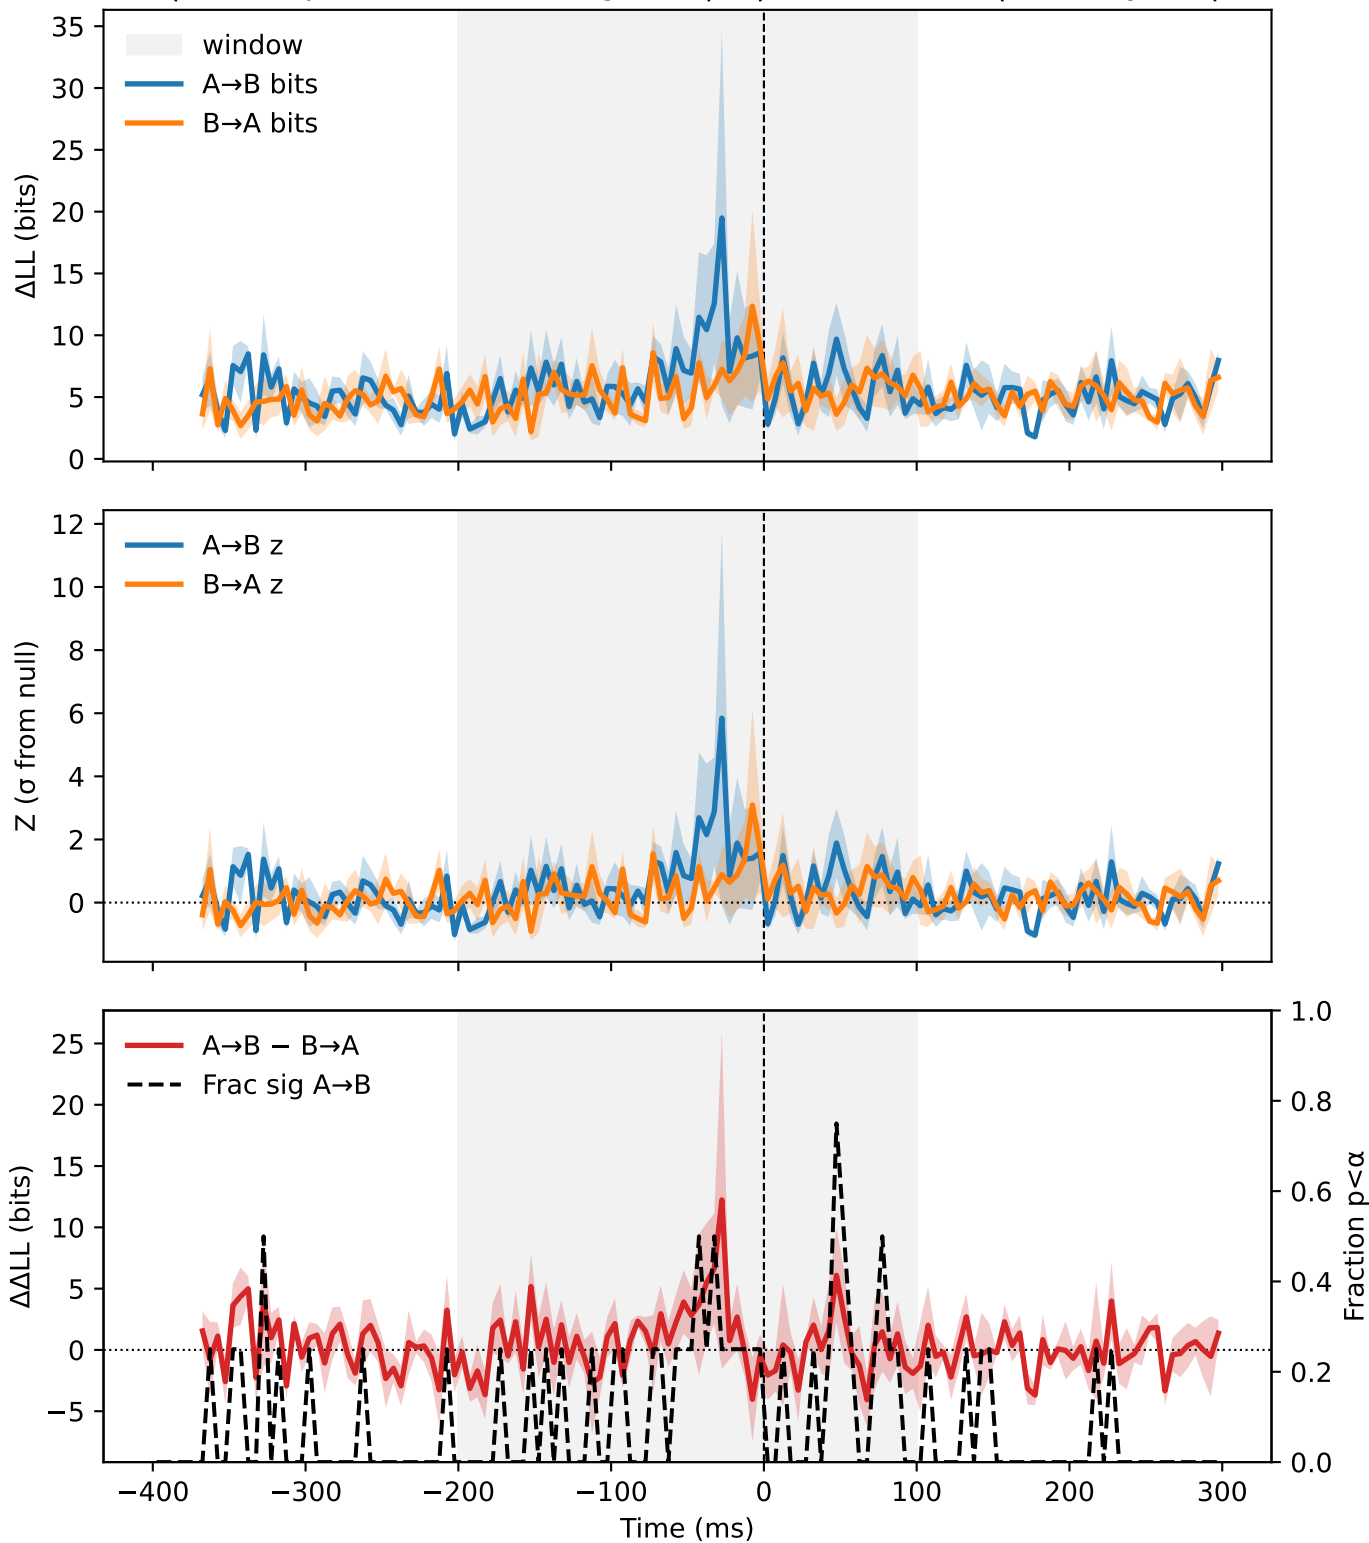 35
30
25
20
15
10
5
0
ΔLL (bits)
window
A→B bits
B→A bits
12
10
8
6
4
2
0
Z (σ from null)
A→B z
B→A z
25
20
15
10
5
0
−5
ΔΔLL (bits)
A→B − B→A
Frac sig A→B
1.0
0.8
0.6
0.4
0.2
0.0
Fraction p<α
−400 −300 −200 −100 0 100 200 300
Time (ms)